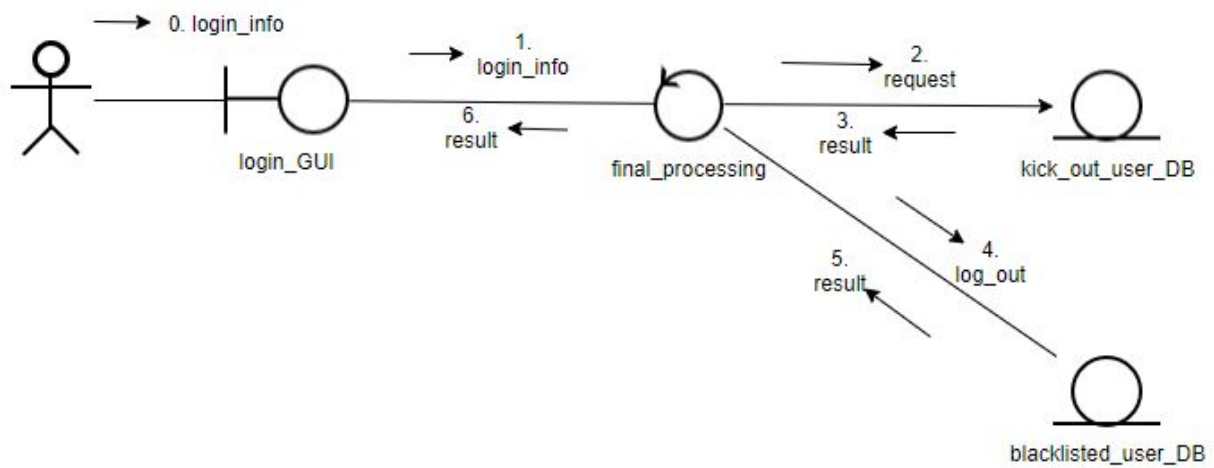 0. login_info
1.
login_info
2.
request
6.
result
3.
result
login_GUI
final_processing
kick_out_user_DB
4.
log_out
5.
result
blacklisted_user_DB